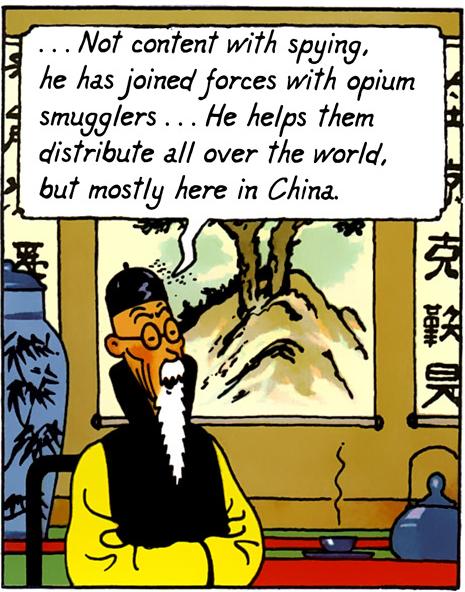 ... Not content with spying,
he has joined forces with opium
smugglers ... He helps them
distribute all over the world,
but mostly here in China.
克